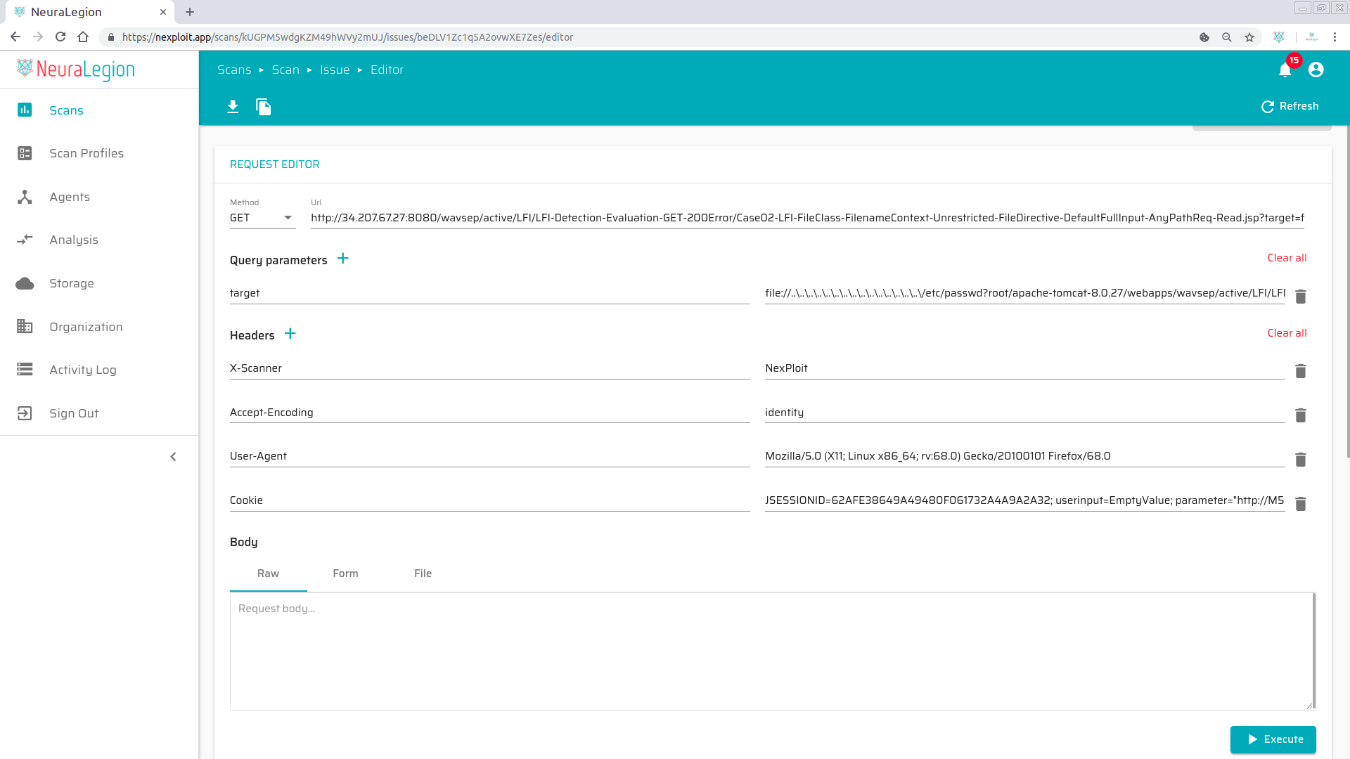 NeuraLegion
https://nexploit.app/scans/kUGPM5wdgKZM49hWVy2mUJ/issues/beDLV1Zc1q5A2ovwXE7Zes/editor
NeuraLegion
Scans ▸ Scan ▸ Issue ▸ Editor
15
Refresh
Scans
Scan Profiles
Agents
Analysis
Storage
Organization
Activity Log
Sign Out
REQUEST EDITOR
Method
GET
Url
http://34.207.67.27:8080/wavsep/active/LFI/LFI-Detection-Evaluation-GET-200Error/Case02-LFI-FileClass-FilenameContext-Unrestricted-FileDirective-DefaultFullInput-AnyPathReq-Read.jsp?target=f
Query parameters +
Clear all
target
file://..\..\..\..\..\..\..\..\..\..\..\..\..\..\..\/etc/passwd?root/apache-tomcat-8.0.27/webapps/wavsep/active/LFI/LFI
Headers +
Clear all
X-Scanner
NexPloit
Accept-Encoding
identity
User-Agent
Mozilla/5.0 (X11; Linux x86_64; rv:68.0) Gecko/20100101 Firefox/68.0
Cookie
JSESSIONID=62AFE38649A49480F061732A4A9A2A32; userinput=EmptyValue; parameter="http://M5
Body
Raw Form File
Request body...
Execute